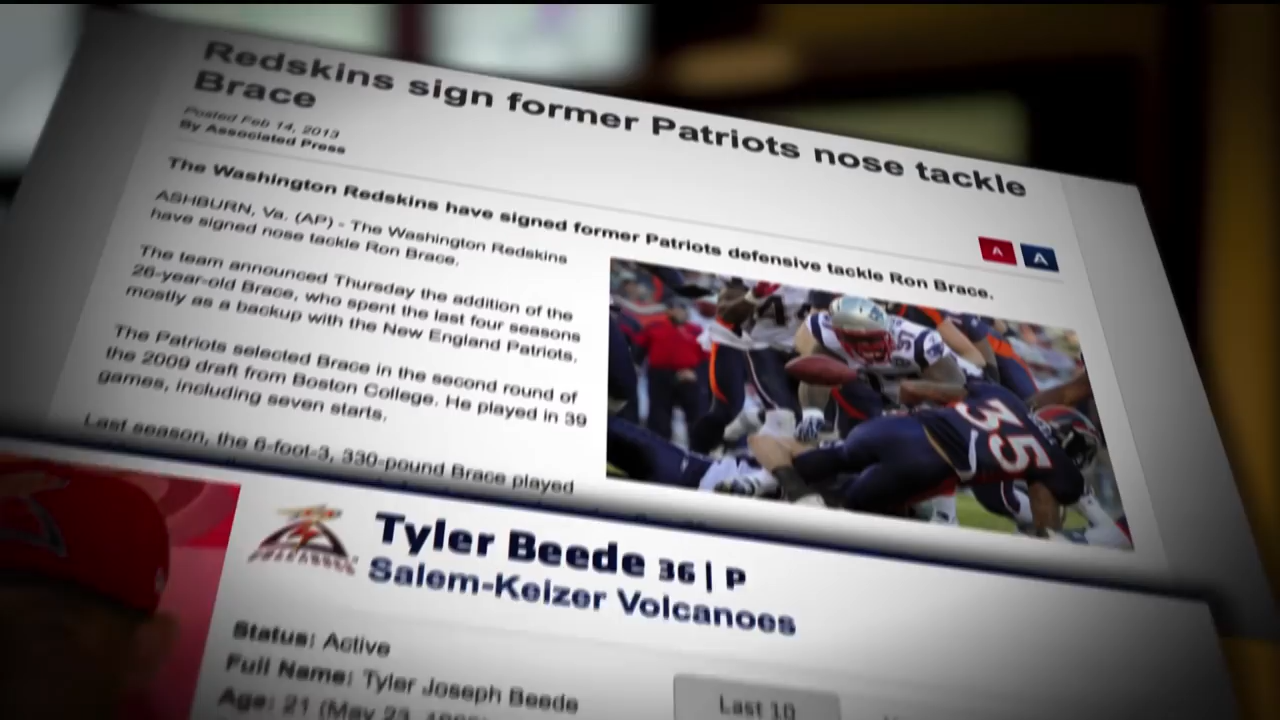 Redskins sign former Patriots nose tackle
Brace
Posted Feb 14, 2013
By Associated Press
The Washington Redskins have signed former Patriots defensive tackle Ron Brace.
A A
ASHBURN, Va. (AP) - The Washington Redskins
have signed nose tackle Ron Brace.
The team announced Thursday the addition of the
26-year-old Brace, who spent the last four seasons
mostly as a backup with the New England Patriots.
The Patriots selected Brace in the second round of
the 2009 draft from Boston College. He played in 39
games, including seven starts.
Last season, the 6-foot-3, 330-pound Brace played
35
Tyler Beede 36 | P
Salem-Keizer Volcanoes
Status: Active
Full Name: Tyler Joseph Beede
Age: 21 (May 23,
Last 10